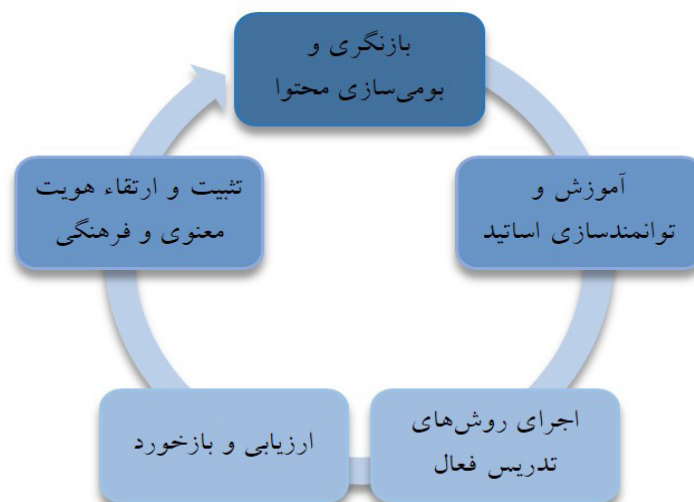 بازنگری و
بومی‌سازی محتوا
آموزش و
توانمندسازی اساتید
اجرای روش‌های
تدریس فعال
ارزیابی و بازخورد
تثبیت و ارتقاء هویت
معنوی و فرهنگی